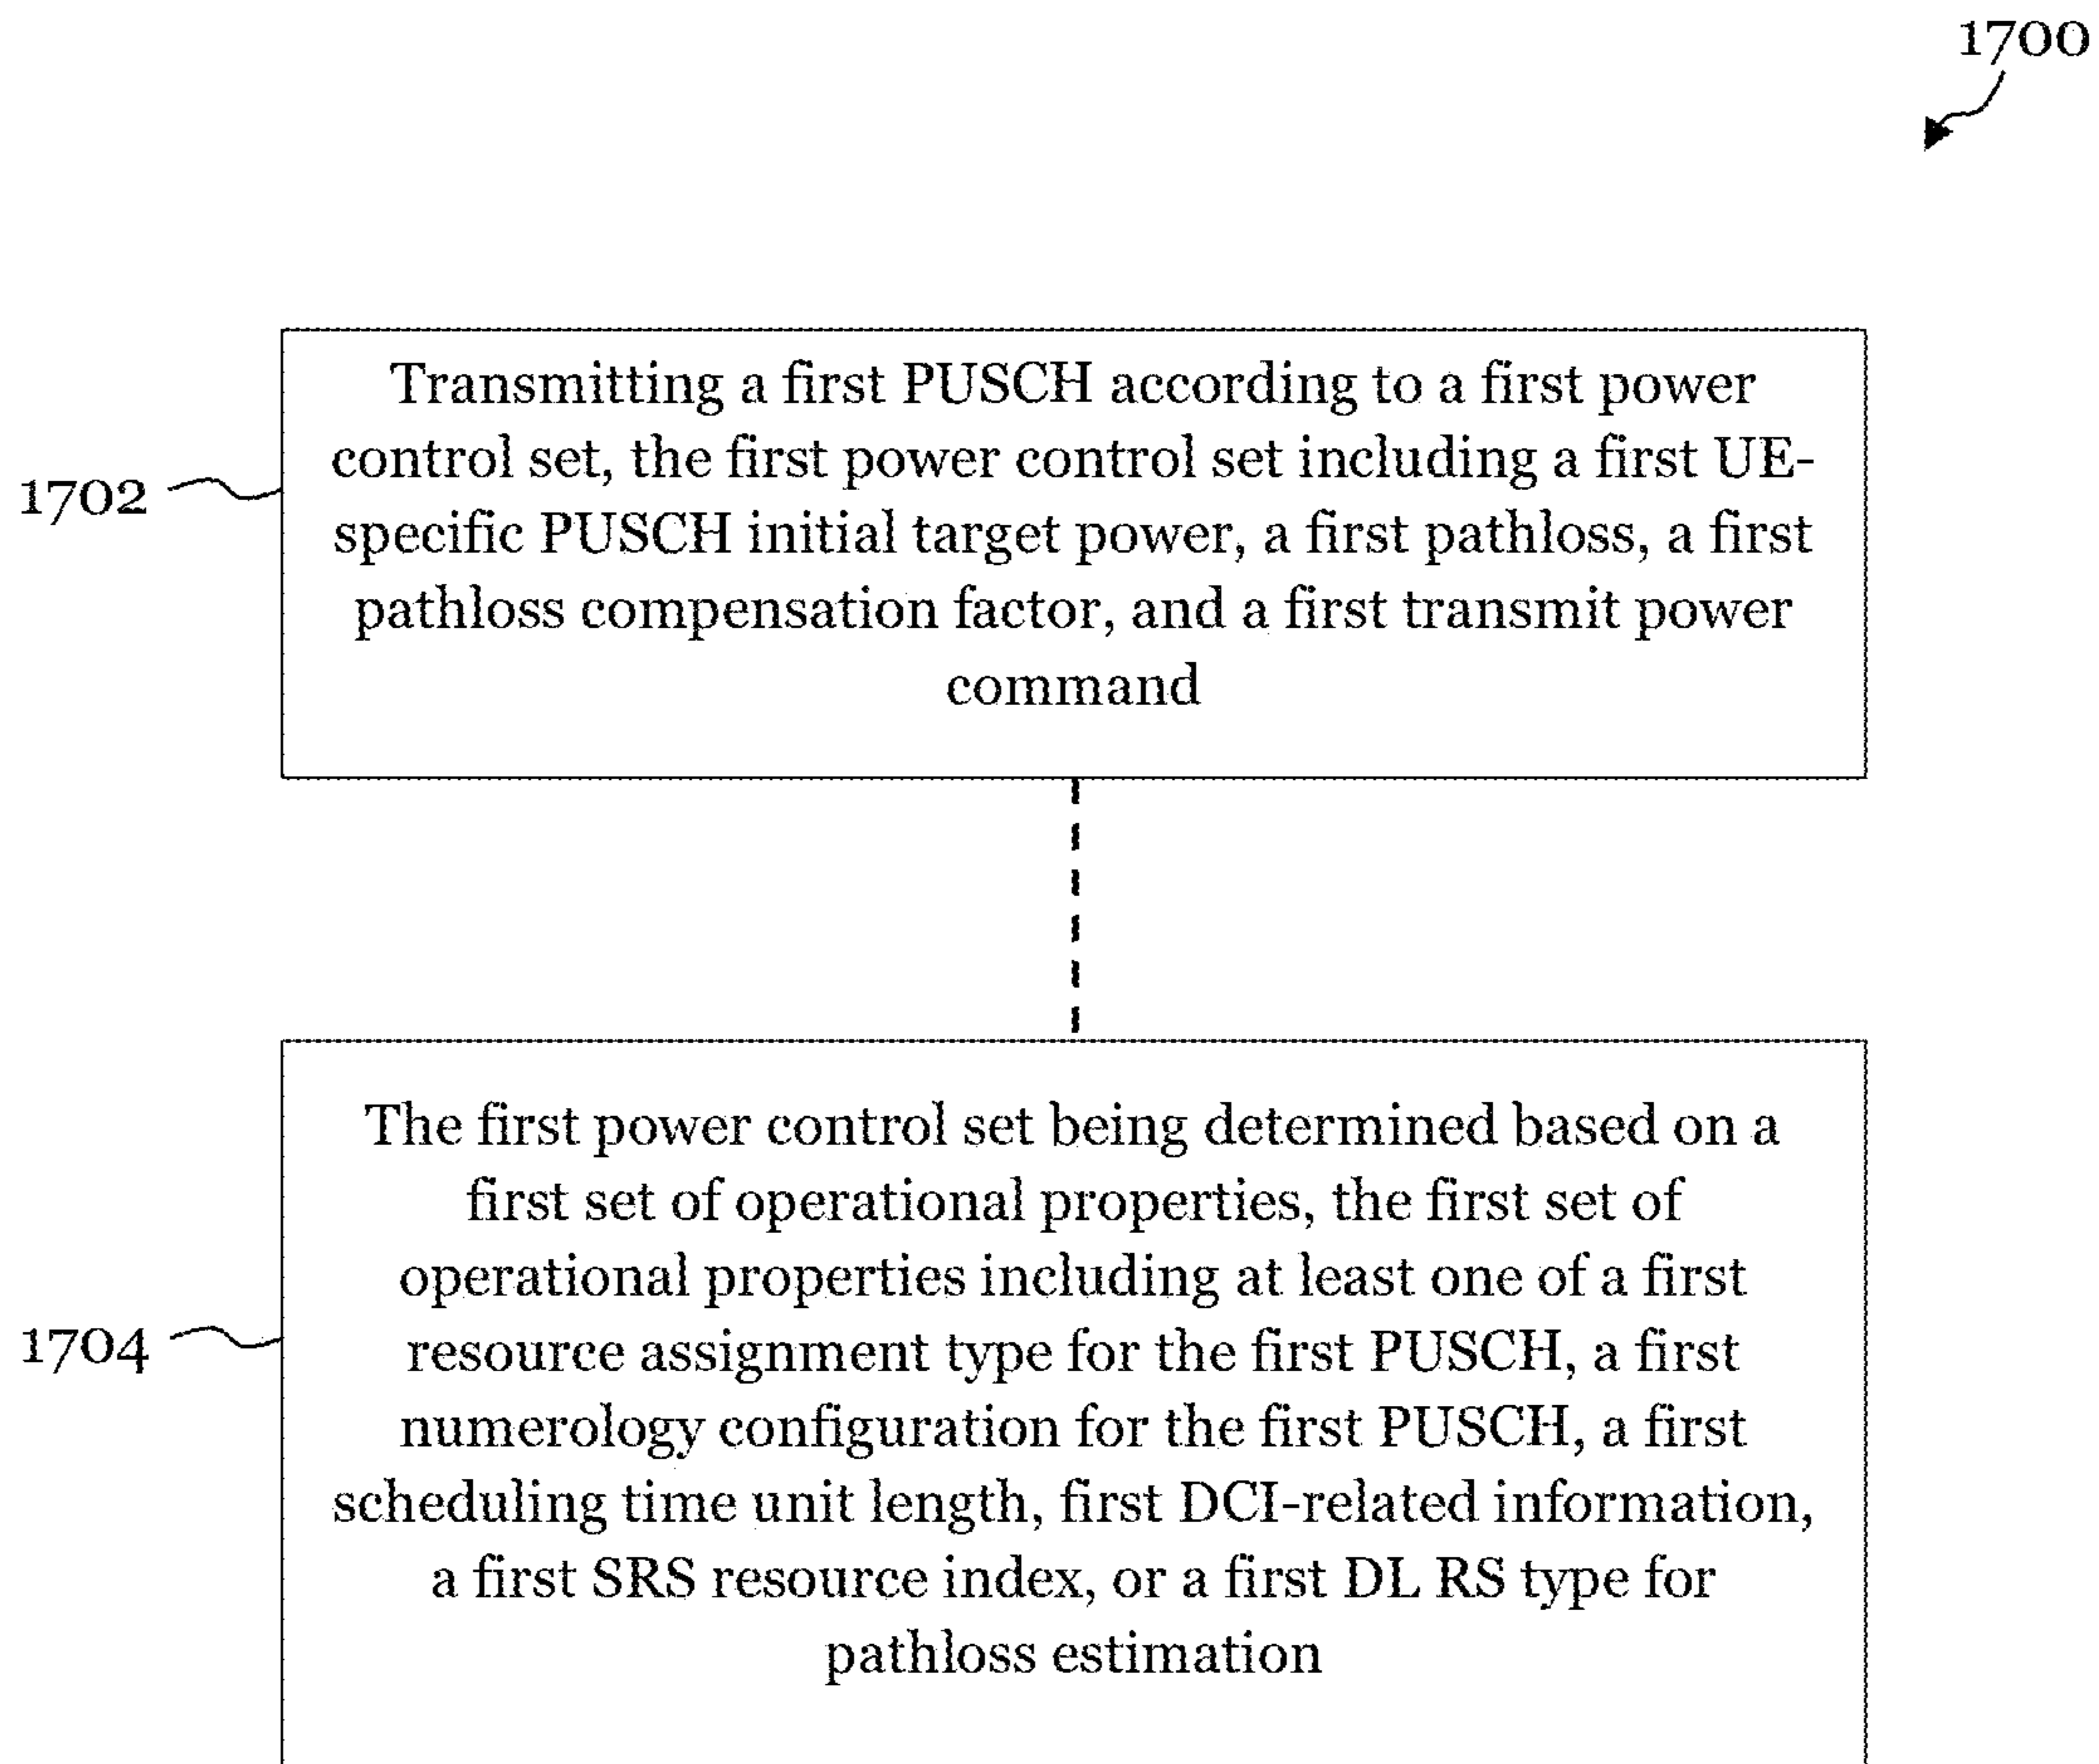 1700
Transmitting a first PUSCH according to a first power
control set, the first power control set including a first UE-
specific PUSCH initial target power, a first pathloss, a first
pathloss compensation factor, and a first transmit power
command
1702
The first power control set being determined based on a
first set of operational properties, the first set of
operational properties including at least one of a first
resource assignment type for the first PUSCH, a first
numerology configuration for the first PUSCH, a first
scheduling time unit length, first DCI-related information,
a first SRS resource index, or a first DL RS type for
pathloss estimation
1704